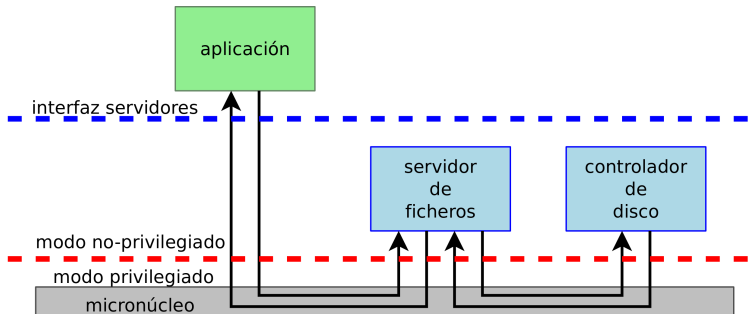 aplicación
interfaz servidores
servidor
de
ficheros
controlador
de
disco
modo no-privilegiado
modo privilegiado
micronúcleo